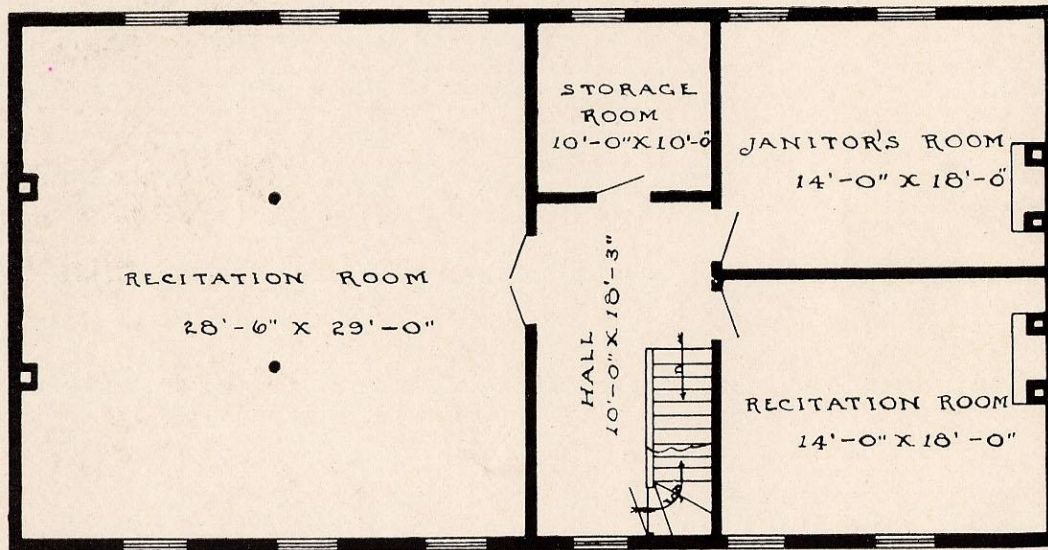 STORAGE
ROOM
10'-0" X 10'-0"
JANITOR'S ROOM
14'-0" X 18'-0"
RECITATION ROOM
28'-6" X 29'-0"
HALL
10'-0" X 18'-3"
RECITATION ROOM
14'-0" X 18'-0"